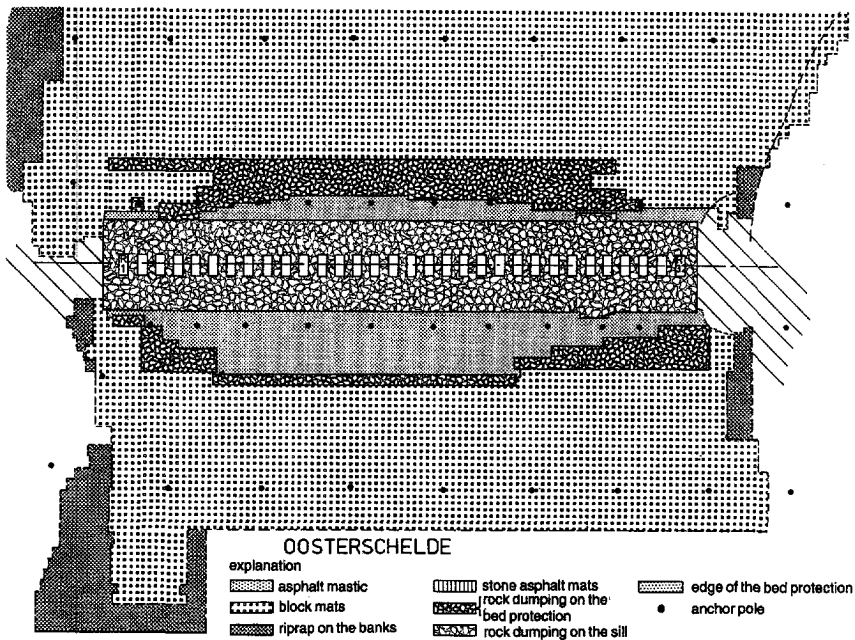 OOSTERSCHELDE
explanation
asphalt mastic
block mats
riprap on the banks
stone asphalt mats
rock dumping on the
bed protection
rock dumping on the sill
edge of the bed protection
anchor pole